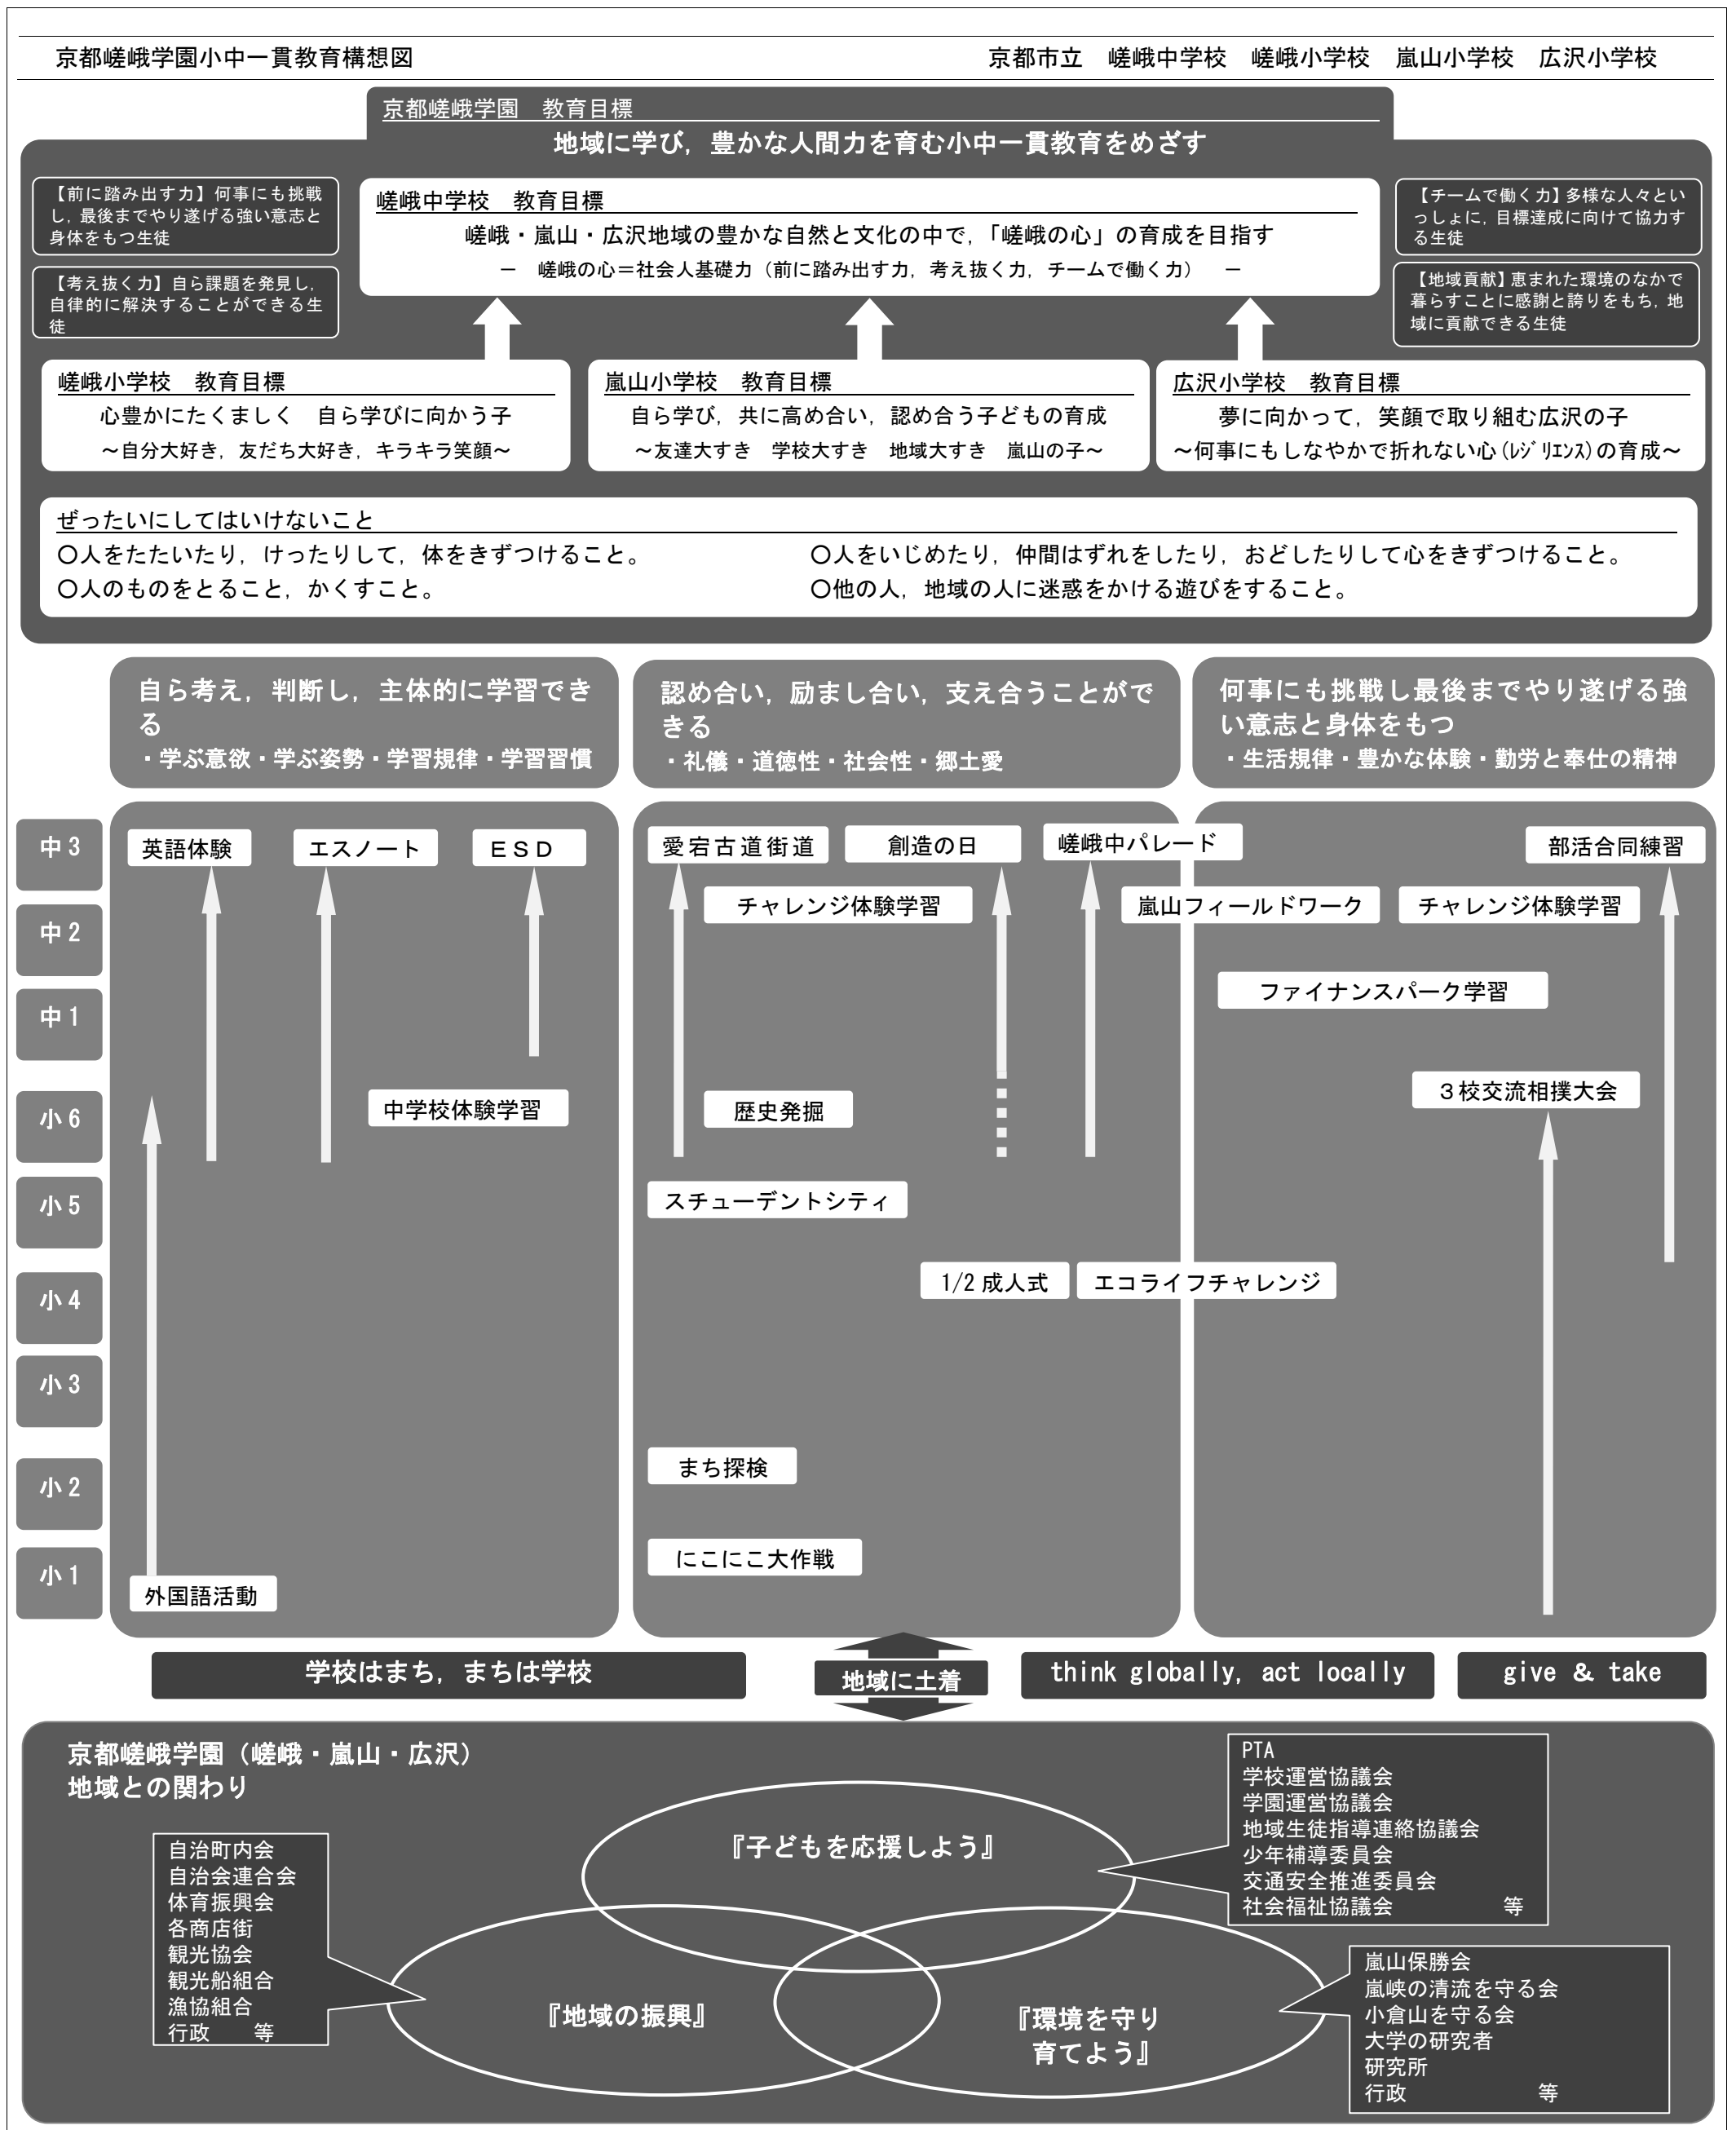 京都嵯峨学園小中一貫教育構想図
京都市立　嵯峨中学校　嵯峨小学校　嵐山小学校　広沢小学校
京都嵯峨学園　教育目標
地域に学び，豊かな人間力を育む小中一貫教育をめざす
【前に踏み出す力】何事にも挑戦
し，最後までやり遂げる強い意志と
身体をもつ生徒
【考え抜く力】自ら課題を発見し，
自律的に解決することができる生
徒
嵯峨中学校　教育目標
嵯峨・嵐山・広沢地域の豊かな自然と文化の中で，「嵯峨の心」の育成を目指す
－　嵯峨の心＝社会人基礎力（前に踏み出す力，考え抜く力，チームで働く力）　－
【チームで働く力】多様な人々とい
っしょに，目標達成に向けて協力す
る生徒
【地域貢献】恵まれた環境のなかで
暮らすことに感謝と誇りをもち，地
域に貢献できる生徒
嵯峨小学校　教育目標
心豊かにたくましく　自ら学びに向かう子
～自分大好き，友だち大好き，キラキラ笑顔～
嵐山小学校　教育目標
自ら学び，共に高め合い，認め合う子どもの育成
～友達大すき　学校大すき　地域大すき　嵐山の子～
広沢小学校　教育目標
夢に向かって，笑顔で取り組む広沢の子
～何事にもしなやかで折れない心(ﾚｼﾞﾘｴﾝｽ)の育成～
ぜったいにしてはいけないこと
〇人をたたいたり，けったりして，体をきずつけること。
〇人をいじめたり，仲間はずれをしたり，おどしたりして心をきずつけること。
〇人のものをとること，かくすこと。
〇他の人，地域の人に迷惑をかける遊びをすること。
自ら考え，判断し，主体的に学習でき
る
・学ぶ意欲・学ぶ姿勢・学習規律・学習習慣
認め合い，励まし合い，支え合うことがで
きる
・礼儀・道徳性・社会性・郷土愛
何事にも挑戦し最後までやり遂げる強
い意志と身体をもつ
・生活規律・豊かな体験・勤労と奉仕の精神
中3
英語体験
エスノート
ＥＳＤ
愛宕古道街道
創造の日
嵯峨中パレード
部活合同練習
チャレンジ体験学習
嵐山フィールドワーク
チャレンジ体験学習
中2
ファイナンスパーク学習
中1
３校交流相撲大会
小6
中学校体験学習
歴史発掘
小5
スチューデントシティ
小4
1/2成人式
エコライフチャレンジ
小3
小2
まち探検
小1
にこにこ大作戦
外国語活動
学校はまち，まちは学校
地域に土着
think globally, act locally
give & take
京都嵯峨学園（嵯峨・嵐山・広沢）
地域との関わり
PTA
学校運営協議会
学園運営協議会
地域生徒指導連絡協議会
少年補導委員会
交通安全推進委員会
社会福祉協議会　　　　　等
『子どもを応援しよう』
自治町内会
自治会連合会
体育振興会
各商店街
観光協会
観光船組合
漁協組合
行政　　等
『地域の振興』
『環境を守り
育てよう』
嵐山保勝会
嵐峡の清流を守る会
小倉山を守る会
大学の研究者
研究所
行政　　　　　　等